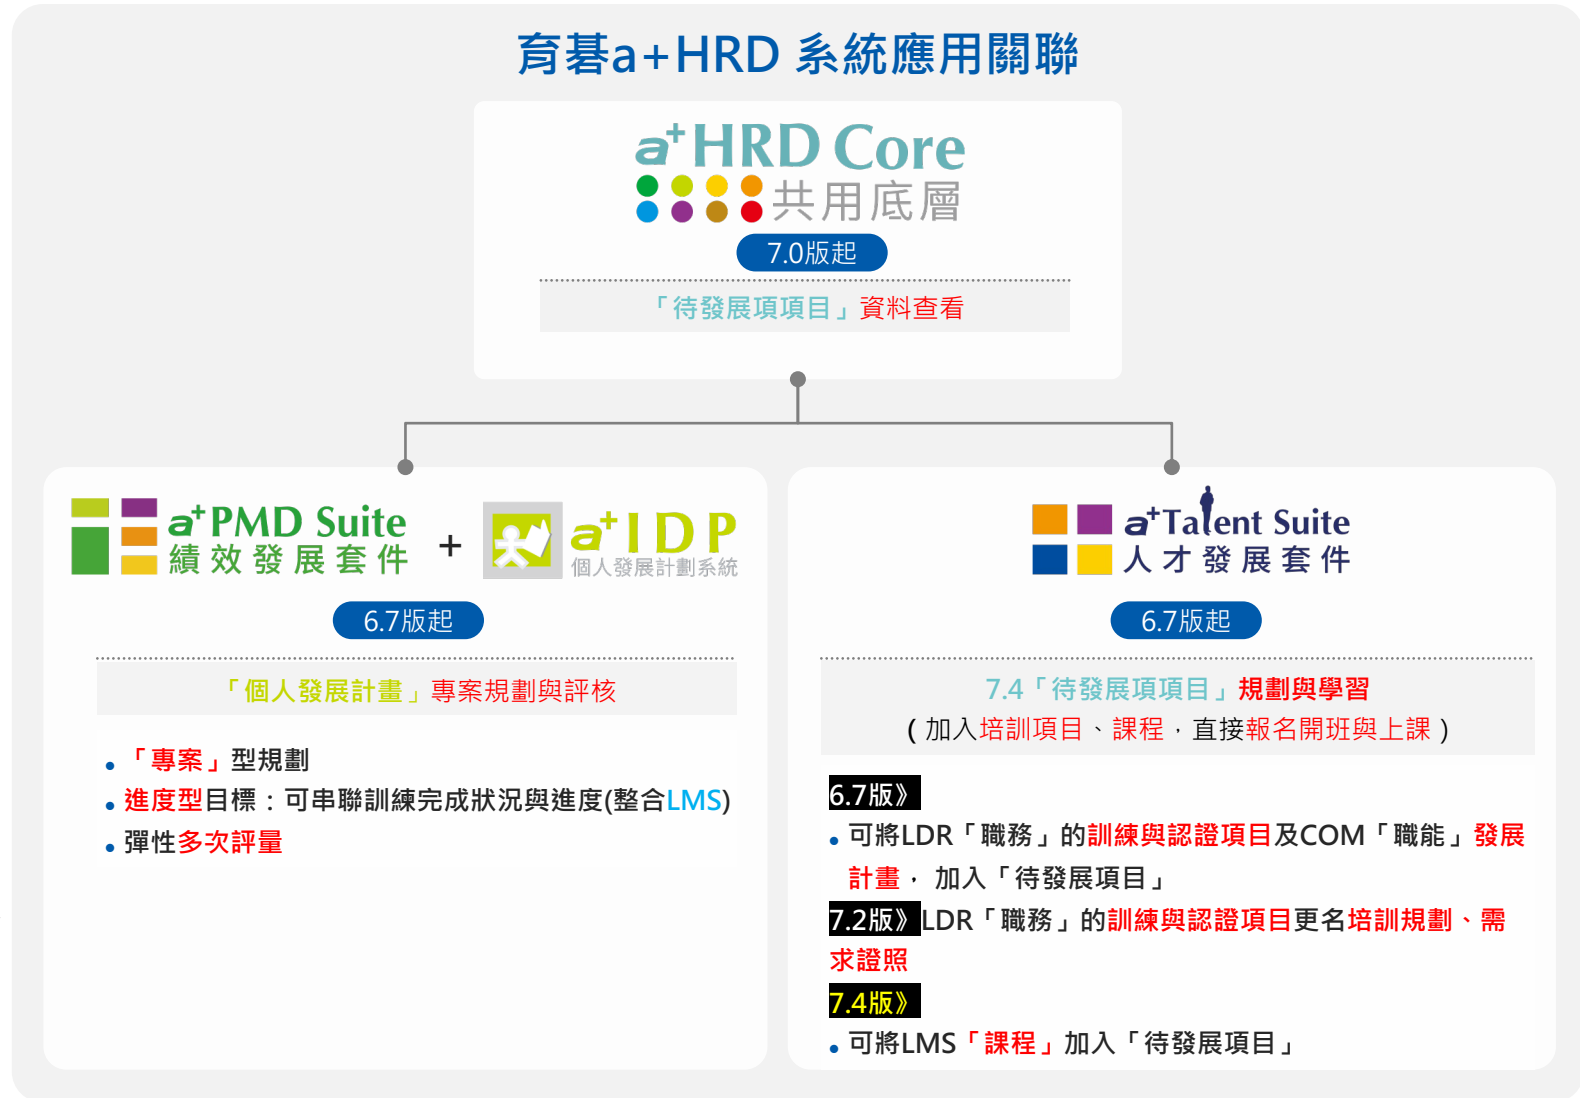 育碁a+HRD 系統應用關聯
a+HRD Core
共用底層
7.0版起
「待發展項項目」資料查看
a+PMD Suite
績效發展套件
+
a+IDP
個人發展計劃系統
6.7版起
「個人發展計畫」專案規劃與評核
• 「專案」型規劃
• 進度型目標：可串聯訓練完成狀況與進度(整合LMS)
• 彈性多次評量
a+Talent Suite
人才發展套件
6.7版起
7.4「待發展項項目」規劃與學習
(加入培訓項目、課程，直接報名開班與上課)
6.7版》
• 可將LDR「職務」的訓練與認證項目及COM「職能」發展
計畫， 加入「待發展項目」
7.2版》LDR「職務」的訓練與認證項目更名培訓規劃、需
求證照
7.4版》
• 可將LMS「課程」加入「待發展項目」